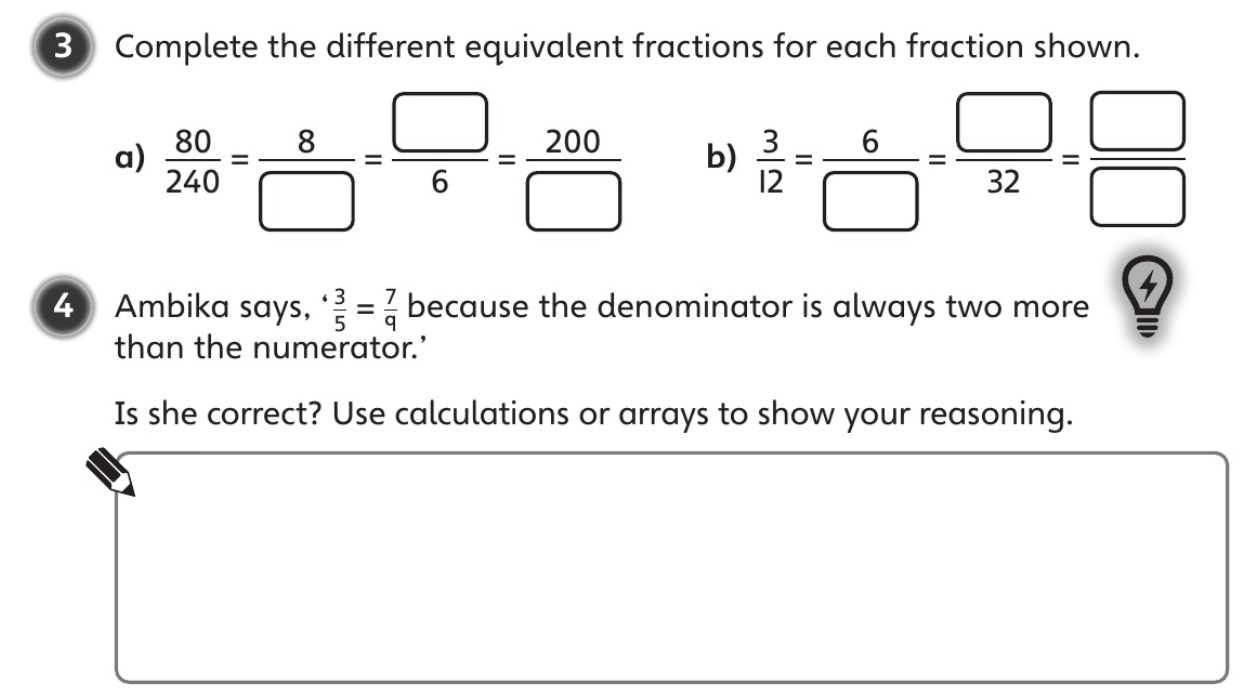 3 Complete the different equivalent fractions for each fraction shown.
a) 80/240 = 8/□ = □/6 = 200/□ b) 3/12 = 6/□ = □/32 = □/□
4 Ambika says, ‘3/5 = 7/9 because the denominator is always two more
than the numerator.’
Is she correct? Use calculations or arrays to show your reasoning.